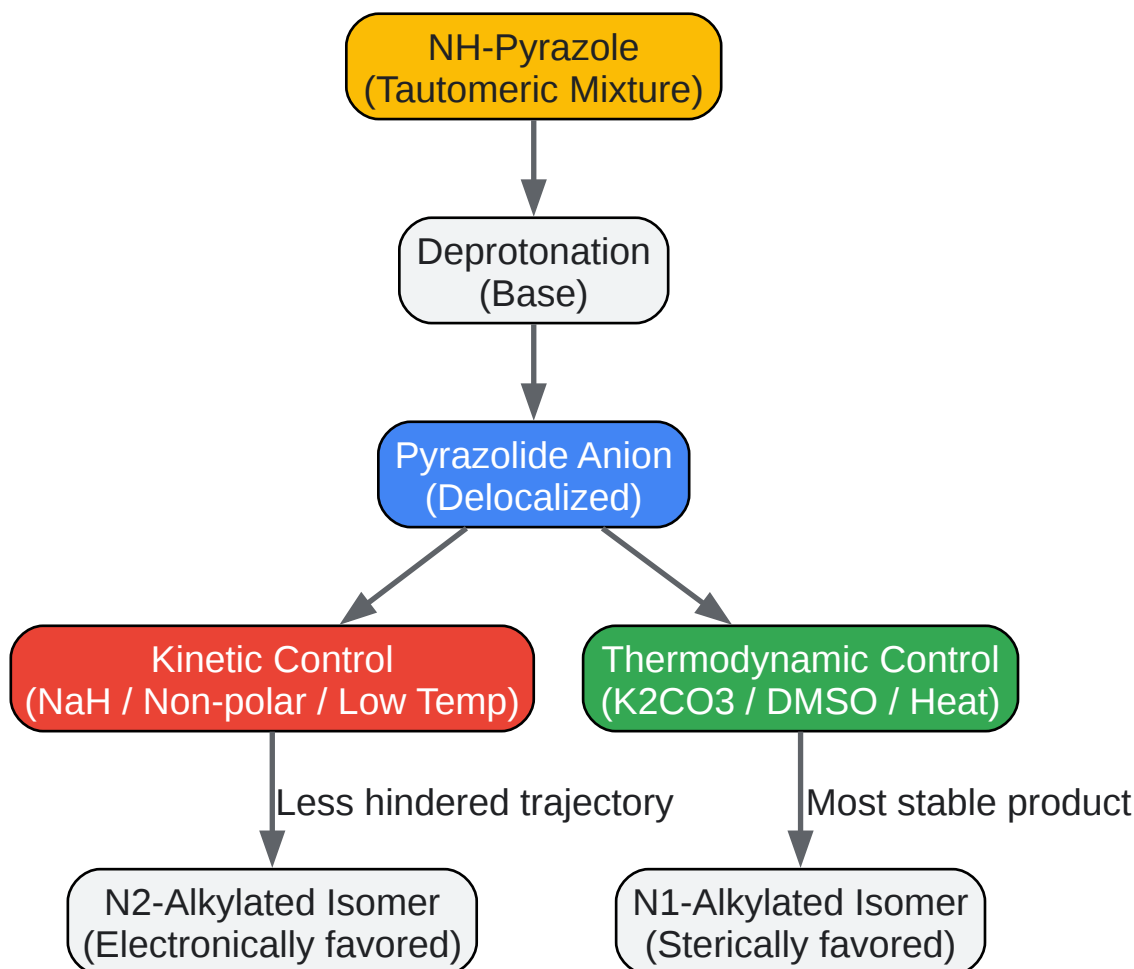 NH-Pyrazole
(Tautomeric Mixture)
Deprotonation
(Base)
Pyrazolide Anion
(Delocalized)
Kinetic Control
(NaH / Non-polar / Low Temp)
Thermodynamic Control
(K2CO3 / DMSO / Heat)
Less hindered trajectory
Most stable product
N2-Alkylated Isomer
(Electronically favored)
N1-Alkylated Isomer
(Sterically favored)